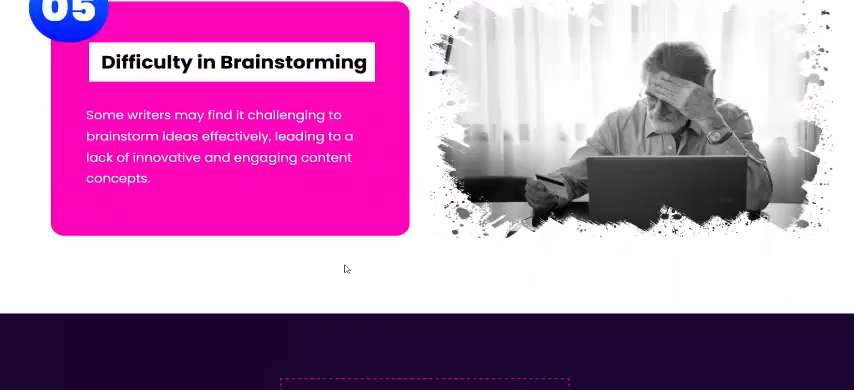 05
Difficulty in Brainstorming
Some writers may find it challenging to
brainstorm ideas effectively, leading to a
lack of innovative and engaging content
concepts.